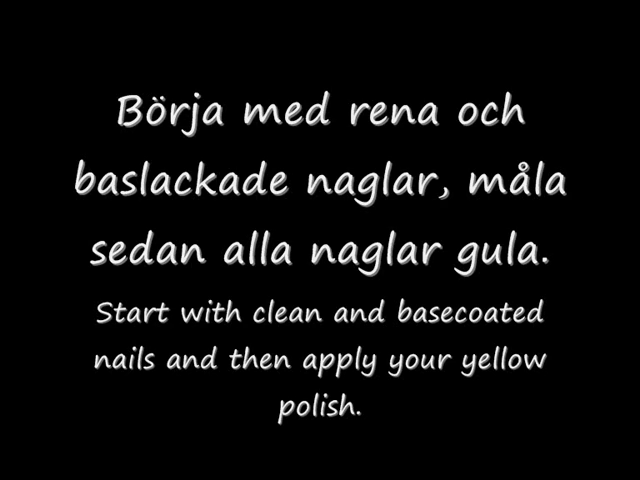 Börja med rena och
baslackade naglar, måla
sedan alla naglar gula.
Start with clean and basecoated
nails and then apply your yellow
polish.